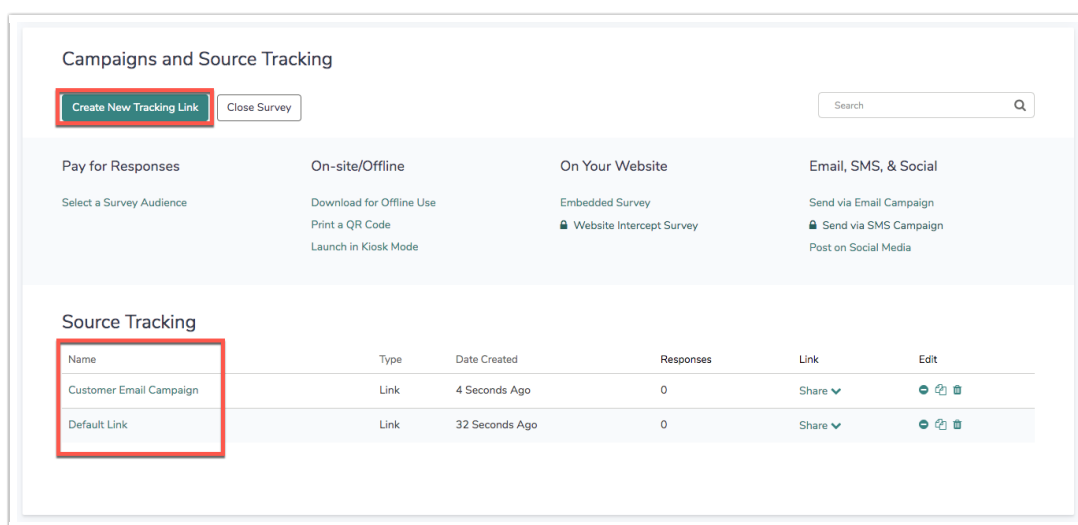 Campaigns and Source Tracking
Create New Tracking Link
Close Survey
Search
Pay for Responses
Select a Survey Audience
On-site/Offline
Download for Offline Use
Print a QR Code
Launch in Kiosk Mode
On Your Website
Embedded Survey
Website Intercept Survey
Email, SMS, & Social
Send via Email Campaign
Send via SMS Campaign
Post on Social Media
Source Tracking
Name Type Date Created Responses Link Edit
Customer Email Campaign Link 4 Seconds Ago 0 Share
Default Link Link 32 Seconds Ago 0 Share